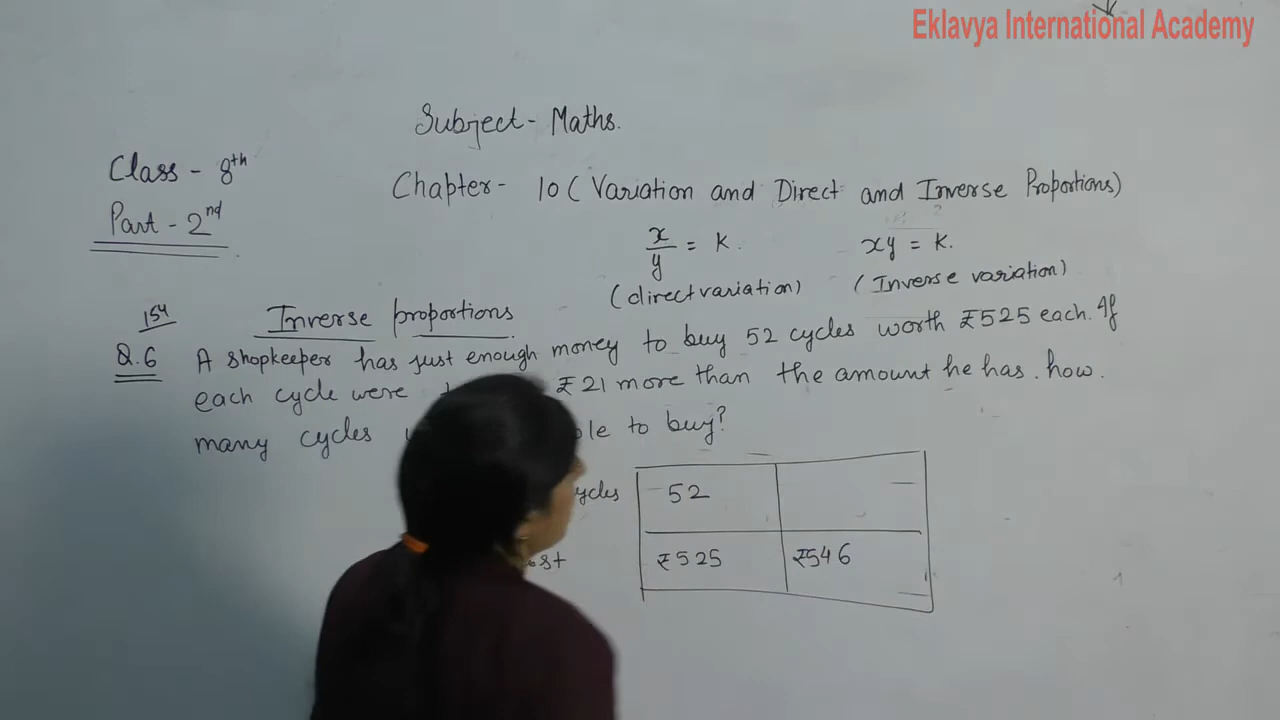 Eklavya International Academy
Subject - Maths.
Class - 8th
Chapter - 10 ( Variation and Direct and Inverse Proportions)
Part - 2nd
x/y = K. xy = K.
(direct variation) (Inverse variation)
154 Inverse proportions
Q.6 A shopkeeper has just enough money to buy 52 cycles worth ₹525 each. If
each cycle were ₹21 more than the amount he has. how.
many cycles to buy?
52
₹525 ₹546